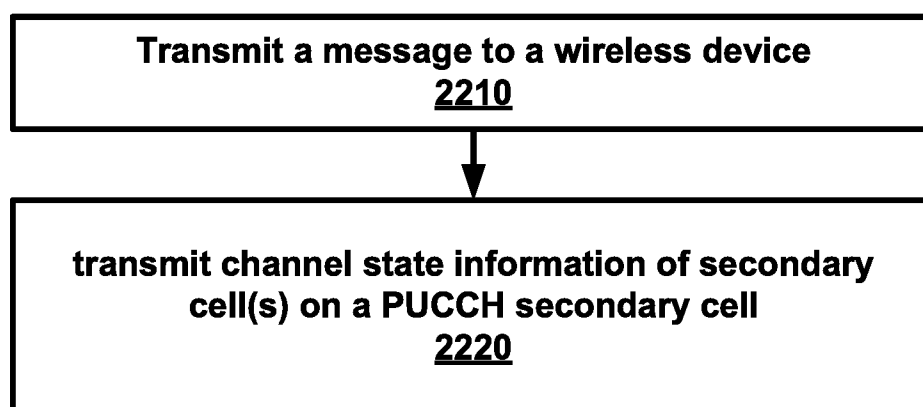 Transmit a message to a wireless device
2210
transmit channel state information of secondary
cell(s) on a PUCCH secondary cell
2220